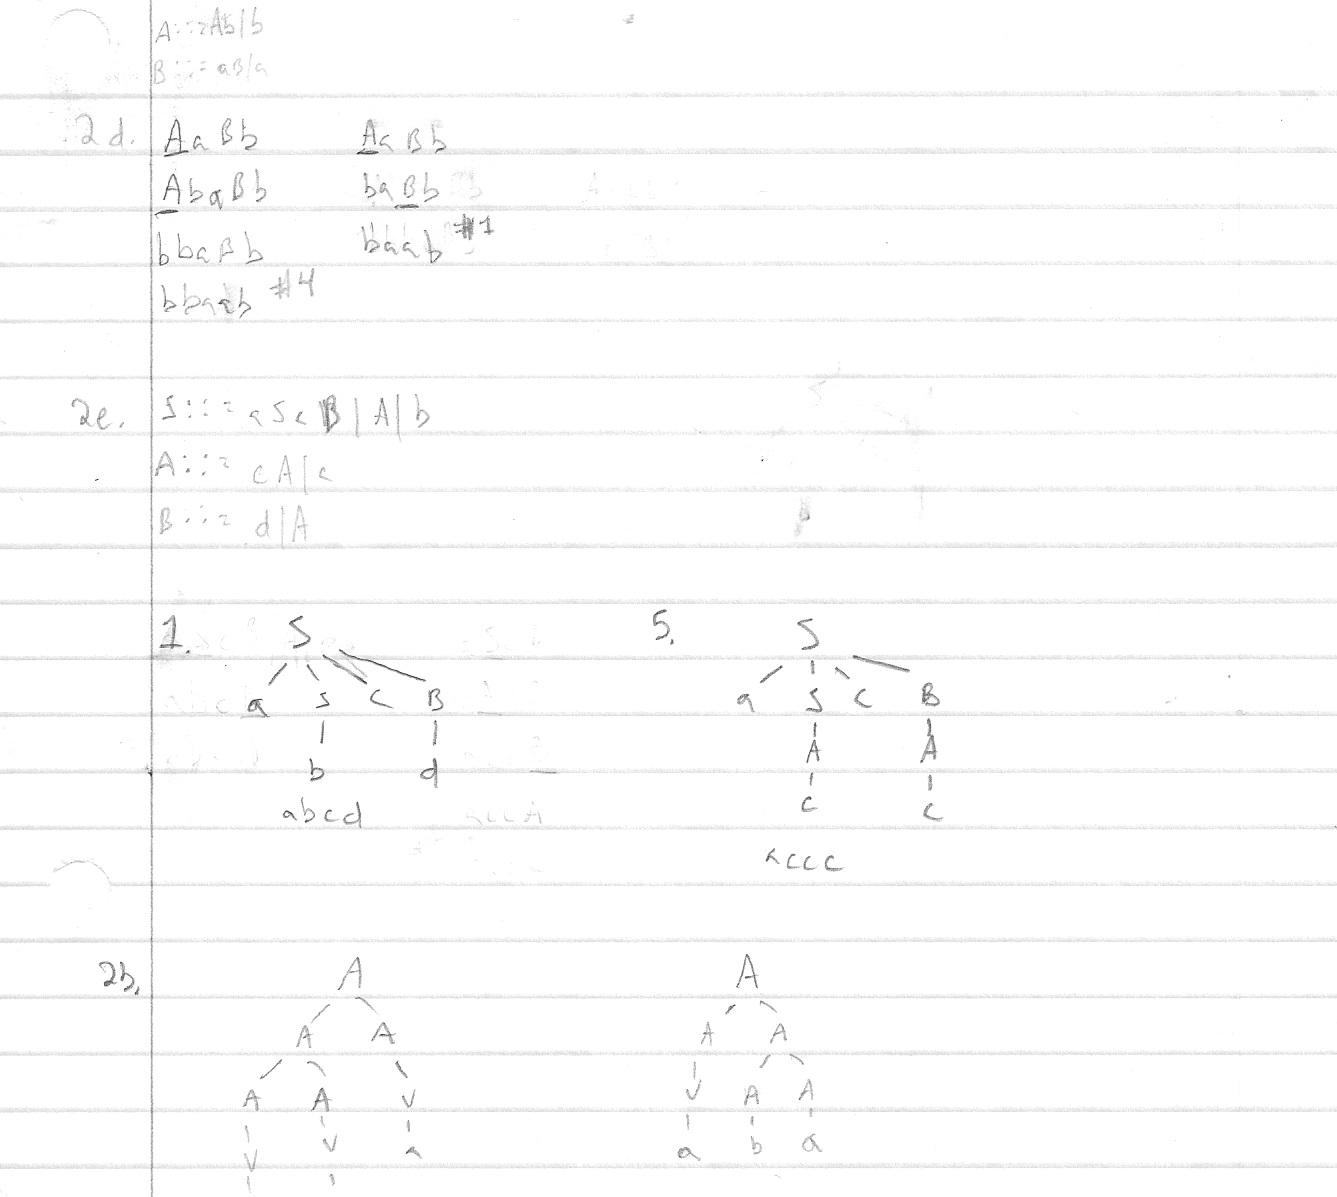 A::=Ab|b
B::=aB|a
2d. AaBb AaBb
AbaBb baBb
bbaBb baab #1
bbaab #4
2e. S::= aScB|A|b
A::= cA|c
B::= d|A
1. S 5. S
a S c B a S c B
b d A A
abcd c c
accc
2b. A A
A A A A
A A V V A A
V V a a b a